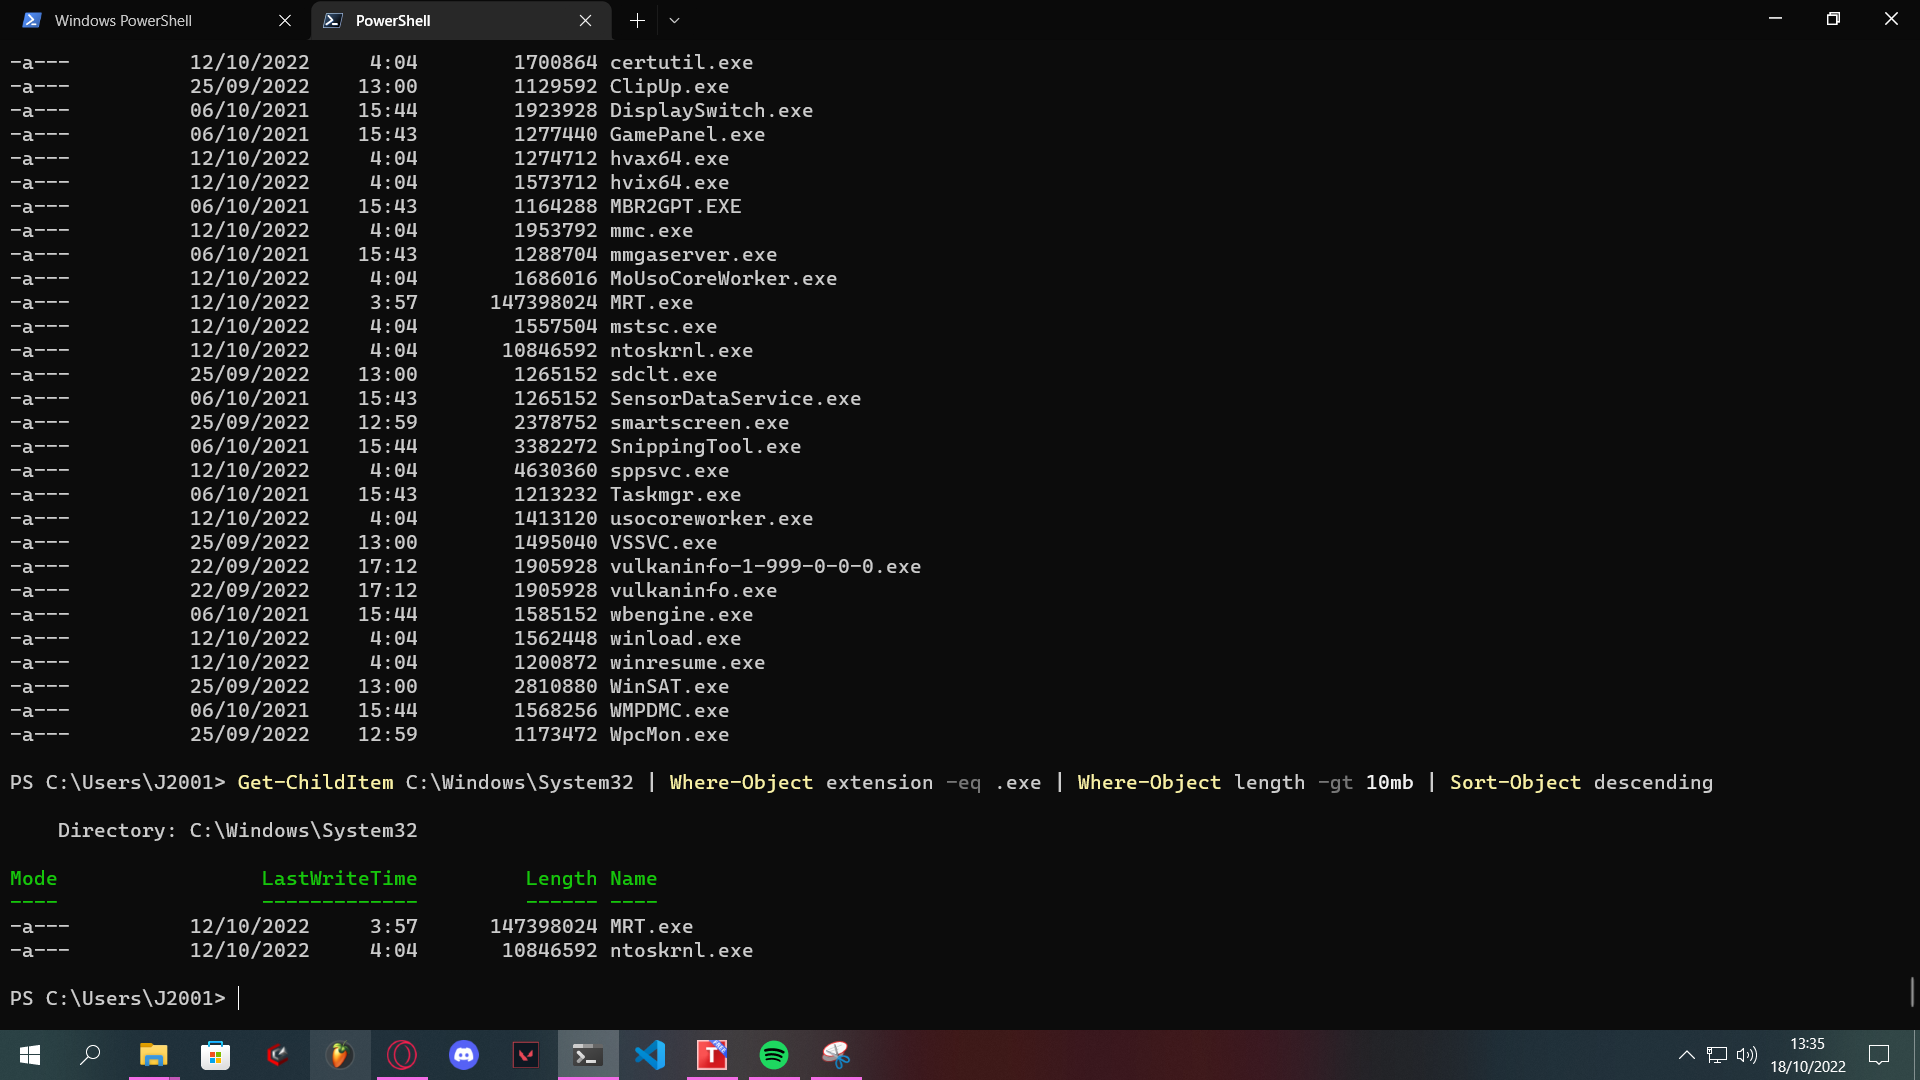 Windows PowerShell
PowerShell
-a--- 12/10/2022 4:04 1700864 certutil.exe
-a--- 25/09/2022 13:00 1129592 ClipUp.exe
-a--- 06/10/2021 15:44 1923928 DisplaySwitch.exe
-a--- 06/10/2021 15:43 1277440 GamePanel.exe
-a--- 12/10/2022 4:04 1274712 hvax64.exe
-a--- 12/10/2022 4:04 1573712 hvix64.exe
-a--- 06/10/2021 15:43 1164288 MBR2GPT.EXE
-a--- 12/10/2022 4:04 1953792 mmc.exe
-a--- 06/10/2021 15:43 1288704 mmgaserver.exe
-a--- 12/10/2022 4:04 1686016 MoUsoCoreWorker.exe
-a--- 12/10/2022 3:57 147398024 MRT.exe
-a--- 12/10/2022 4:04 1557504 mstsc.exe
-a--- 12/10/2022 4:04 10846592 ntoskrnl.exe
-a--- 25/09/2022 13:00 1265152 sdclt.exe
-a--- 06/10/2021 15:43 1265152 SensorDataService.exe
-a--- 25/09/2022 12:59 2378752 smartscreen.exe
-a--- 06/10/2021 15:44 3382272 SnippingTool.exe
-a--- 12/10/2022 4:04 4630360 sppsvc.exe
-a--- 06/10/2021 15:43 1213232 Taskmgr.exe
-a--- 12/10/2022 4:04 1413120 usocoreworker.exe
-a--- 25/09/2022 13:00 1495040 VSSVC.exe
-a--- 22/09/2022 17:12 1905928 vulkaninfo-1-999-0-0-0.exe
-a--- 22/09/2022 17:12 1905928 vulkaninfo.exe
-a--- 06/10/2021 15:44 1585152 wbengine.exe
-a--- 12/10/2022 4:04 1562448 winload.exe
-a--- 12/10/2022 4:04 1200872 winresume.exe
-a--- 25/09/2022 13:00 2810880 WinSAT.exe
-a--- 06/10/2021 15:44 1568256 WMPDMC.exe
-a--- 25/09/2022 12:59 1173472 WpcMon.exe
PS C:\Users\J2001> Get-ChildItem C:\Windows\System32 | Where-Object extension -eq .exe | Where-Object length -gt 10mb | Sort-Object descending
Directory: C:\Windows\System32
Mode LastWriteTime Length Name
---- ------------- ------ ----
-a--- 12/10/2022 3:57 147398024 MRT.exe
-a--- 12/10/2022 4:04 10846592 ntoskrnl.exe
PS C:\Users\J2001>
13:35
18/10/2022